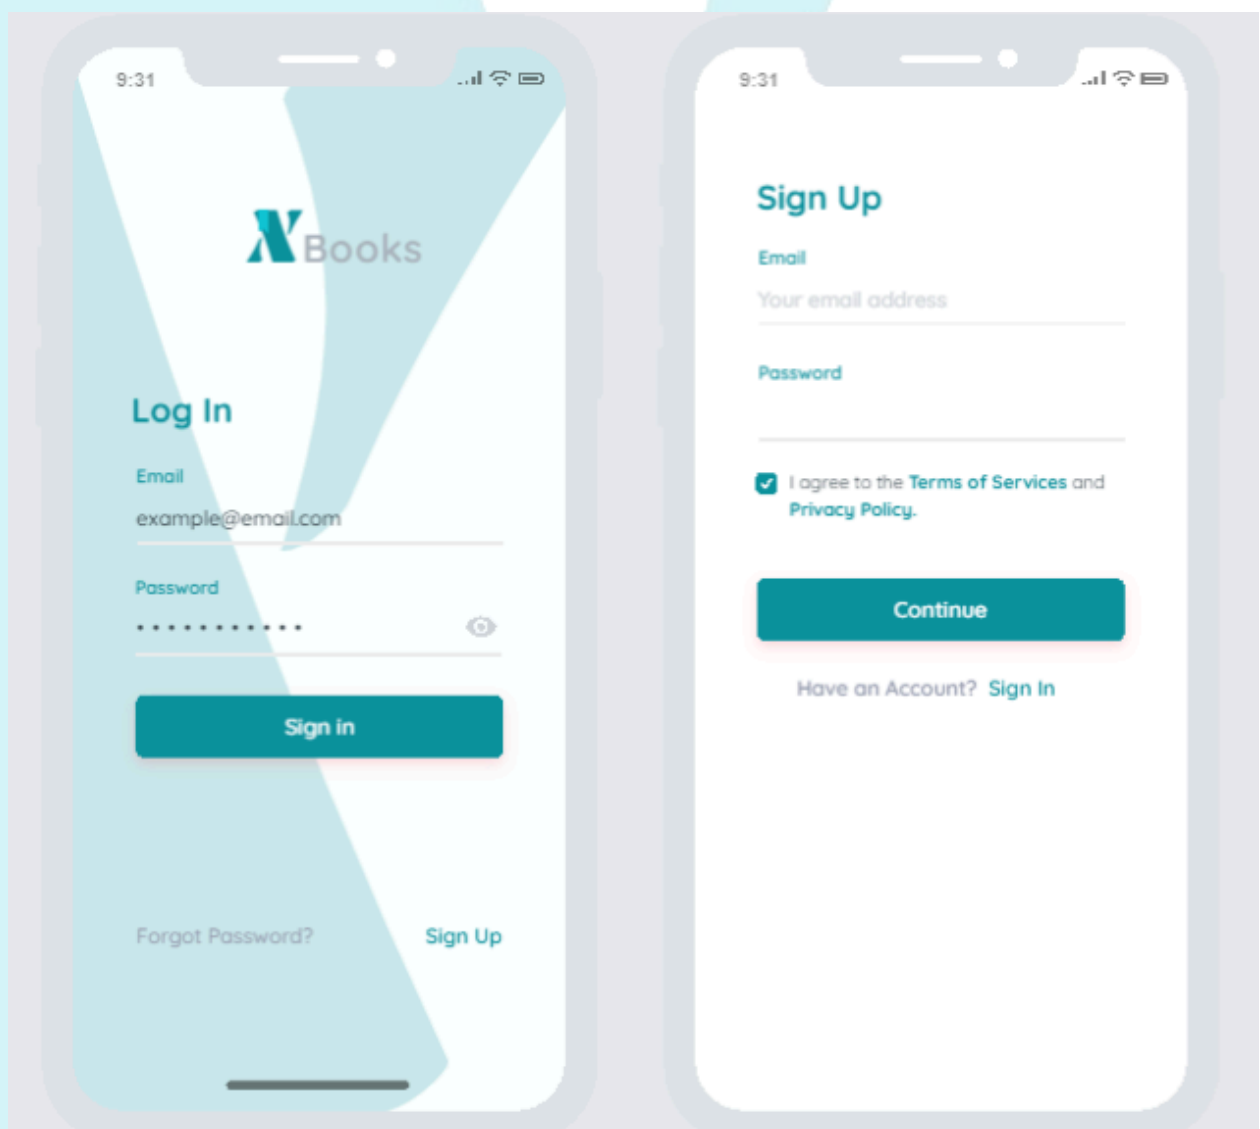 9:31
Books
Log In
Email
example@email.com
Password
Sign in
Forgot Password?
Sign Up
9:31
Sign Up
Email
Your email address
Password
I agree to the Terms of Services and
Privacy Policy.
Continue
Have an Account? Sign In